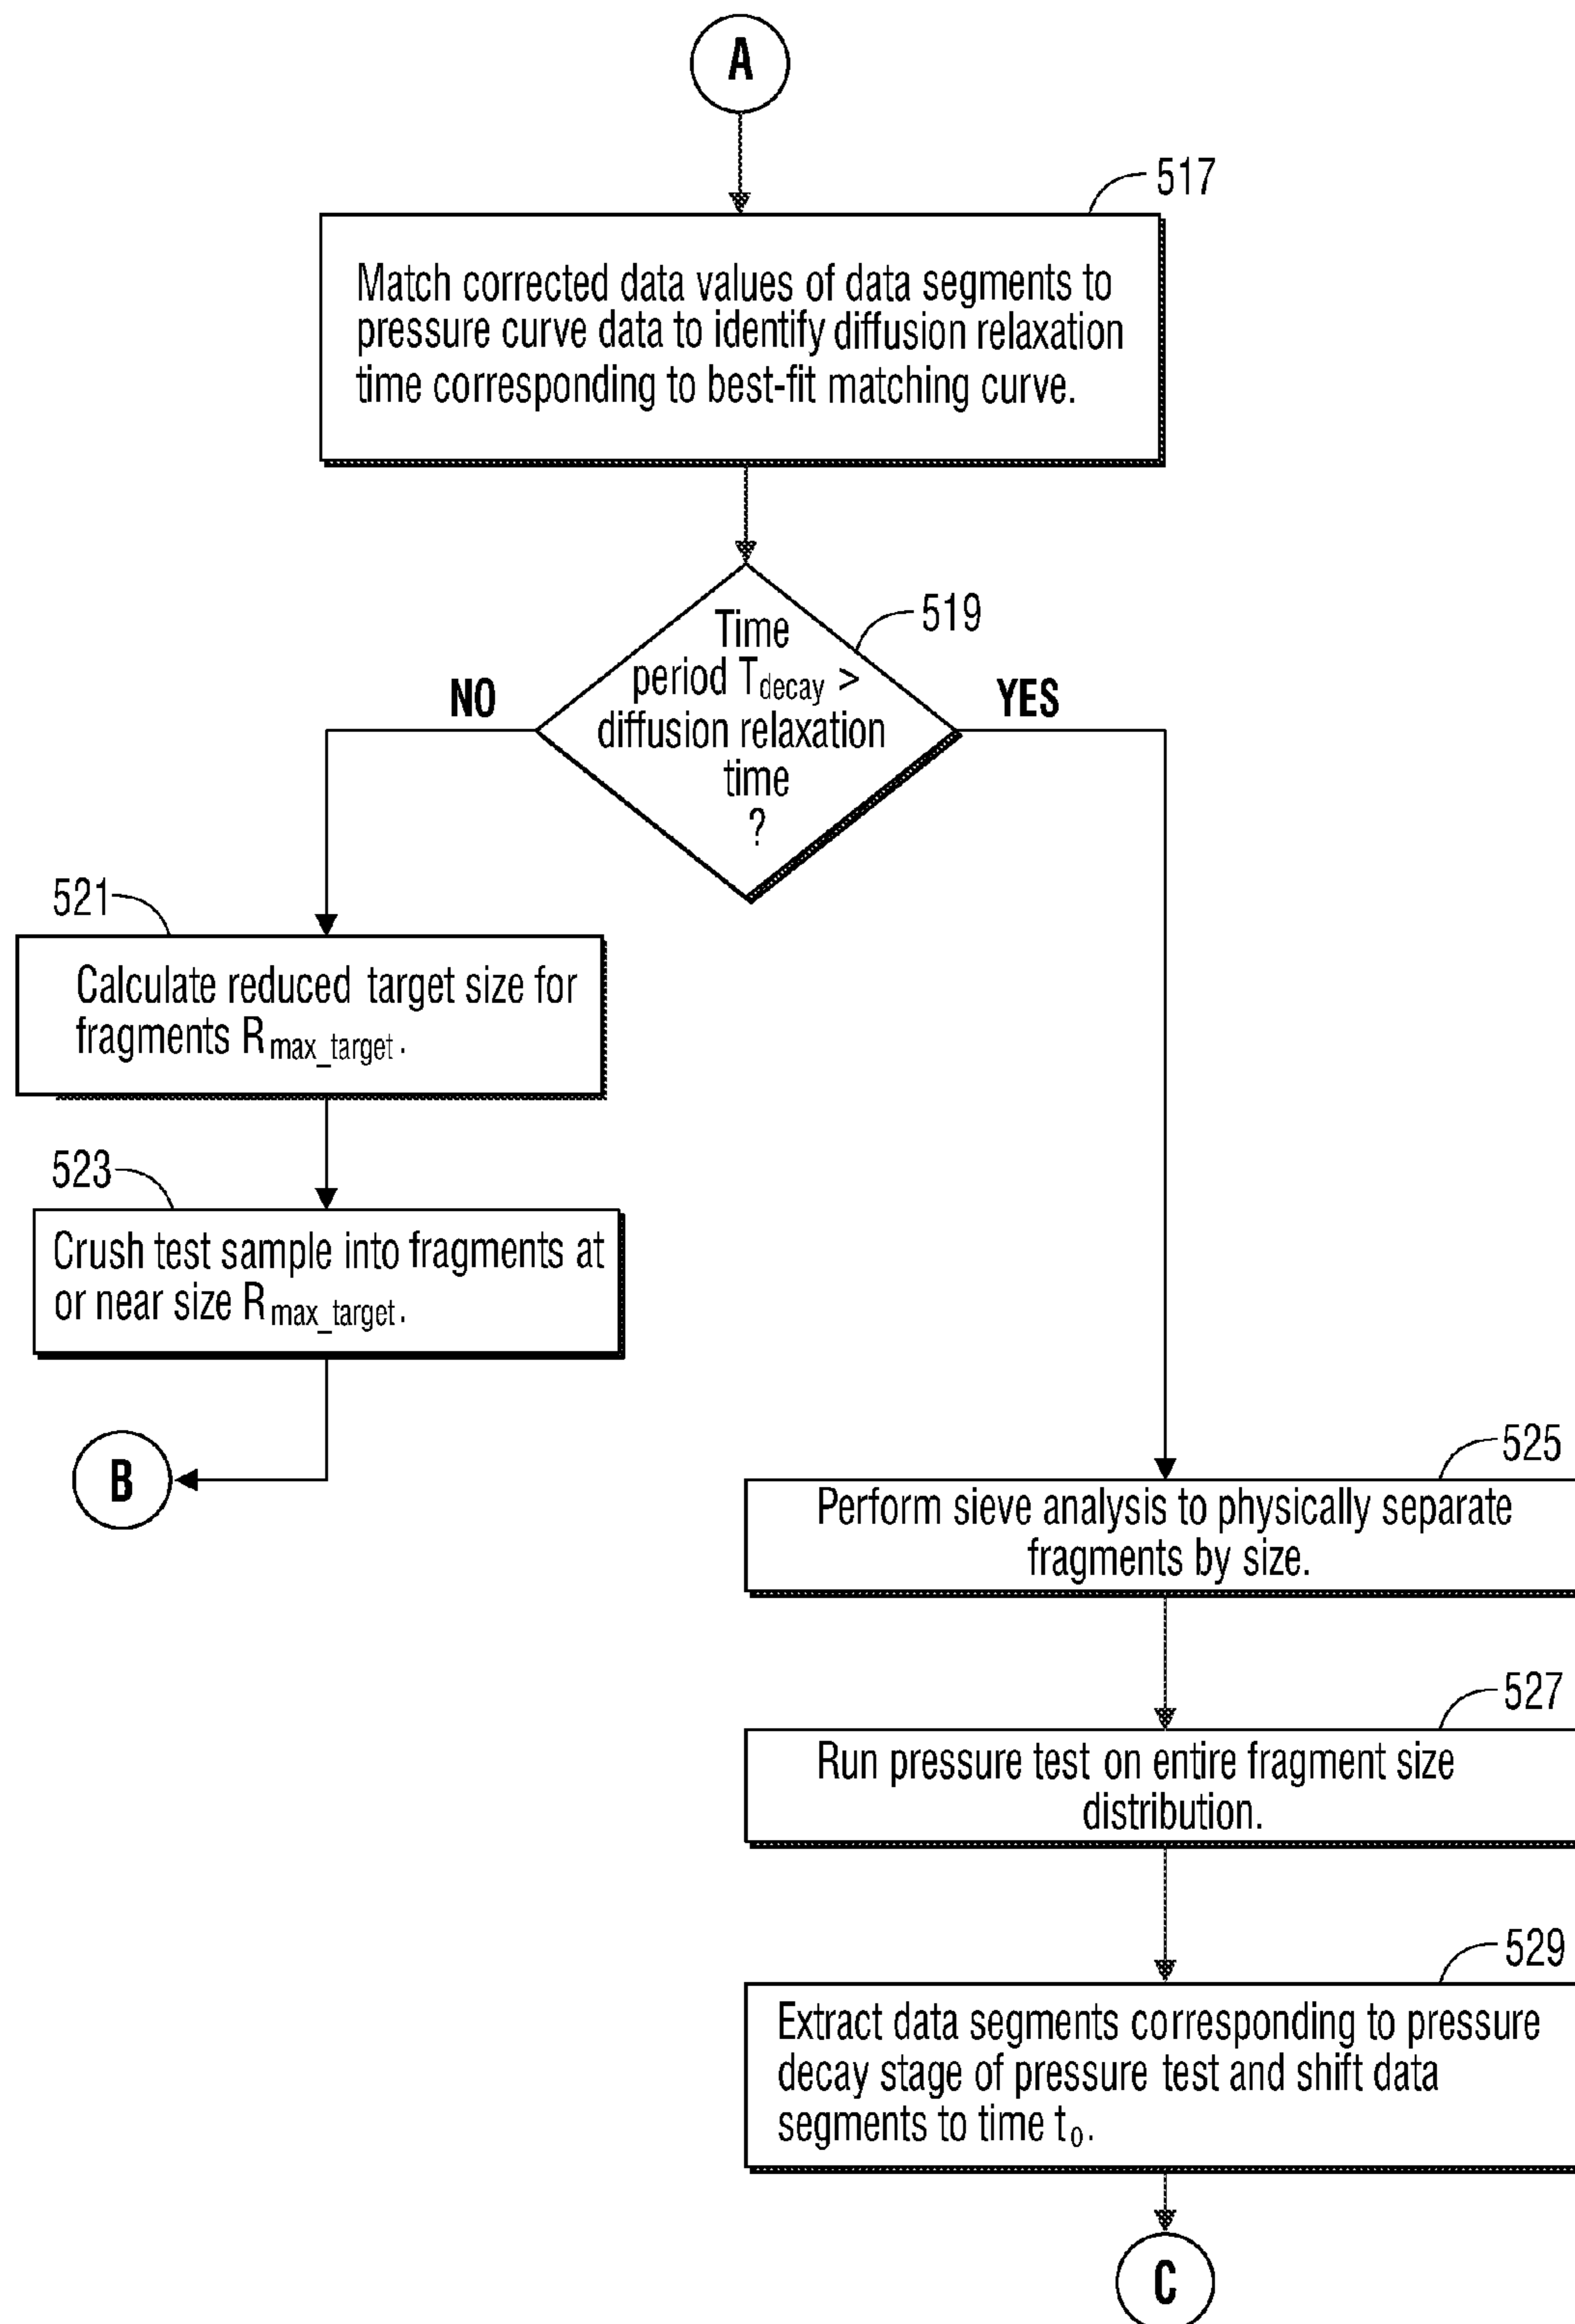 A
517
Match corrected data values of data segments to
pressure curve data to identify diffusion relaxation
time corresponding to best-fit matching curve.
519
Time
period Tdecay >
diffusion relaxation
time
?
NO
YES
521
Calculate reduced target size for
fragments Rmax_target.
523
Crush test sample into fragments at
or near size Rmax_target.
B
525
Perform sieve analysis to physically separate
fragments by size.
527
Run pressure test on entire fragment size
distribution.
529
Extract data segments corresponding to pressure
decay stage of pressure test and shift data
segments to time t0.
C